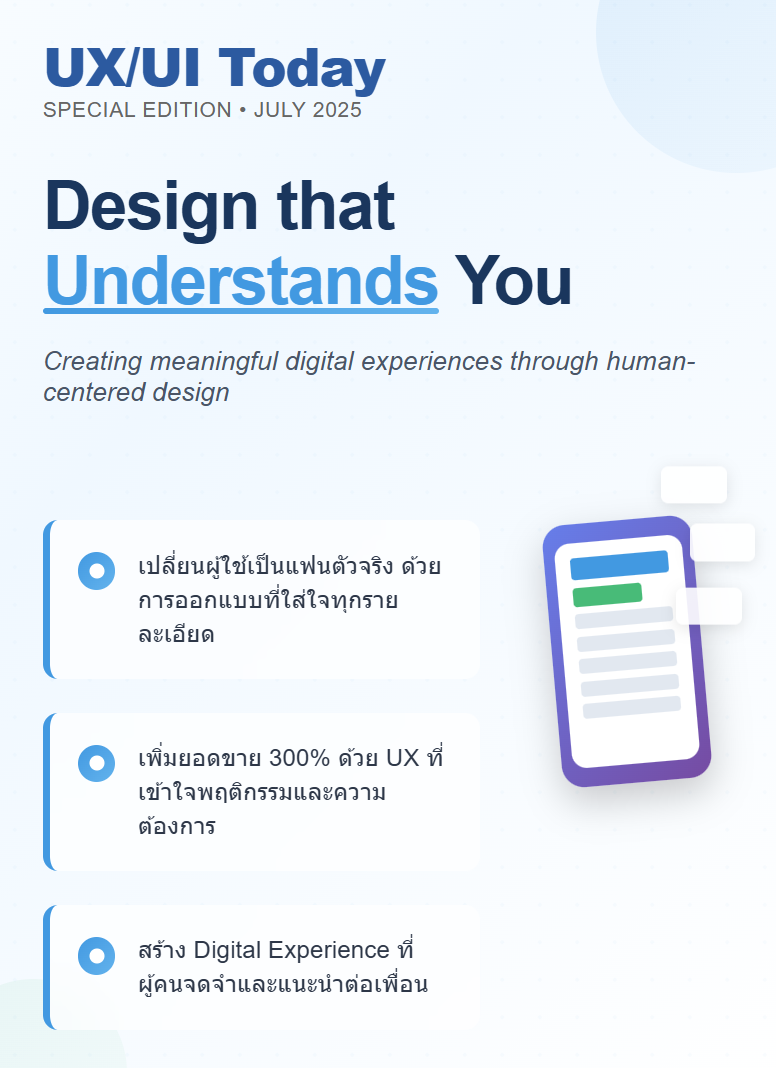 UX/UI Today
SPECIAL EDITION • JULY 2025
Design that
Understands You
Creating meaningful digital experiences through human-
centered design
เปลี่ยนผู้ใช้เป็นแฟนตัวจริง ด้วย
การออกแบบที่ใส่ใจทุกราย
ละเอียด
เพิ่มยอดขาย 300% ด้วย UX ที่
เข้าใจพฤติกรรมและความ
ต้องการ
สร้าง Digital Experience ที่
ผู้คนจดจำและแนะนำต่อเพื่อน